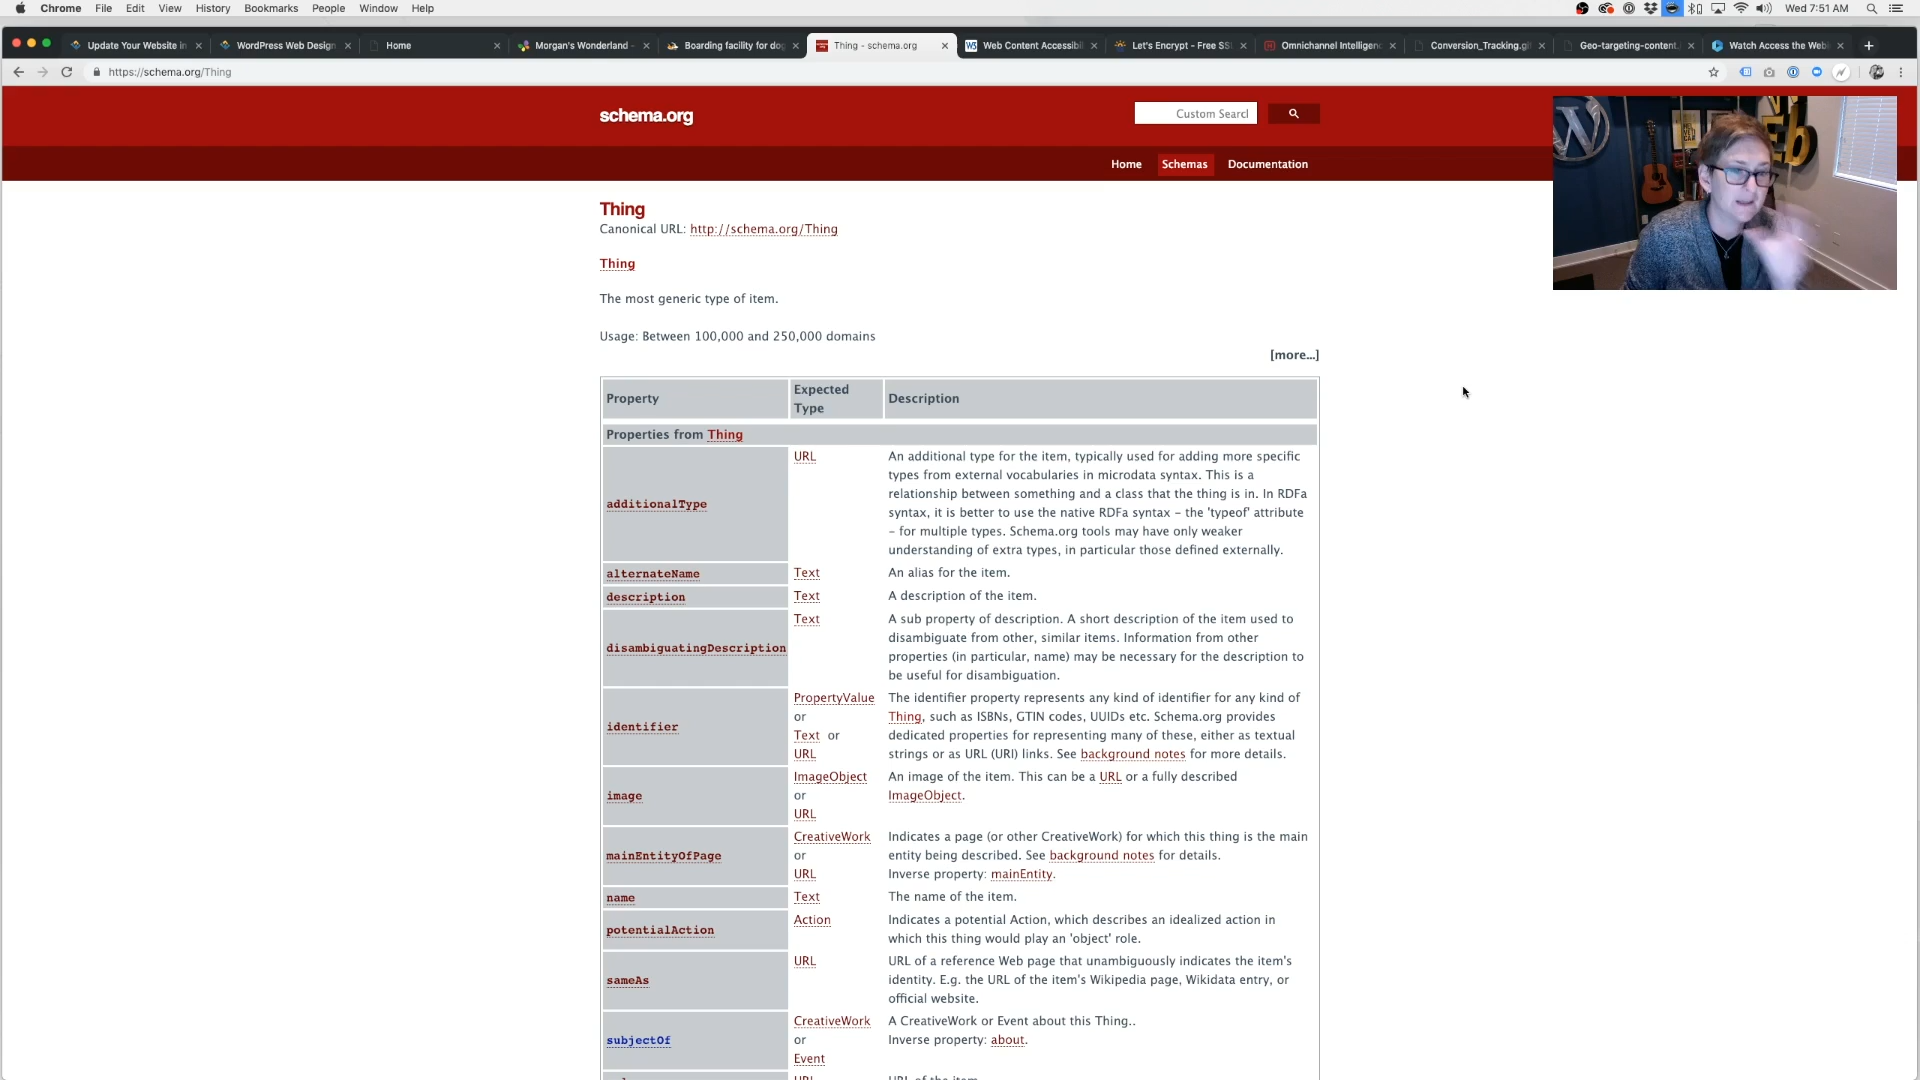 Chrome File Edit View History Bookmarks People Window Help
Wed 7:51 AM
Update Your Website in
WordPress Web Design
Home
Morgan's Wonderland -
Boarding facility for dog
Thing - schema.org
Web Content Accessibil
Let's Encrypt - Free SS
Omnichannel Intelligenc
Conversion_Tracking.gi
Geo-targeting-content.
Watch Access the Web
https://schema.org/Thing
schema.org
Custom Search
Home Schemas Documentation
Thing
Canonical URL: http://schema.org/Thing
Thing
The most generic type of item.
Usage: Between 100,000 and 250,000 domains
[more...]
Property
Expected
Type
Description
Properties from Thing
additionalType
URL
An additional type for the item, typically used for adding more specific
types from external vocabularies in microdata syntax. This is a
relationship between something and a class that the thing is in. In RDFa
syntax, it is better to use the native RDFa syntax - the 'typeof' attribute
- for multiple types. Schema.org tools may have only weaker
understanding of extra types, in particular those defined externally.
alternateName
Text
An alias for the item.
description
Text
A description of the item.
disambiguatingDescription
Text
A sub property of description. A short description of the item used to
disambiguate from other, similar items. Information from other
properties (in particular, name) may be necessary for the description to
be useful for disambiguation.
identifier
PropertyValue
or
Text or
URL
The identifier property represents any kind of identifier for any kind of
Thing, such as ISBNs, GTIN codes, UUIDs etc. Schema.org provides
dedicated properties for representing many of these, either as textual
strings or as URL (URI) links. See background notes for more details.
image
ImageObject
or
URL
An image of the item. This can be a URL or a fully described
ImageObject.
mainEntityOfPage
CreativeWork
or
URL
Indicates a page (or other CreativeWork) for which this thing is the main
entity being described. See background notes for details.
Inverse property: mainEntity.
name
Text
The name of the item.
potentialAction
Action
Indicates a potential Action, which describes an idealized action in
which this thing would play an 'object' role.
sameAs
URL
URL of a reference Web page that unambiguously indicates the item's
identity. E.g. the URL of the item's Wikipedia page, Wikidata entry, or
official website.
subjectOf
CreativeWork
or
Event
A CreativeWork or Event about this Thing..
Inverse property: about.
URL
URL of the item.